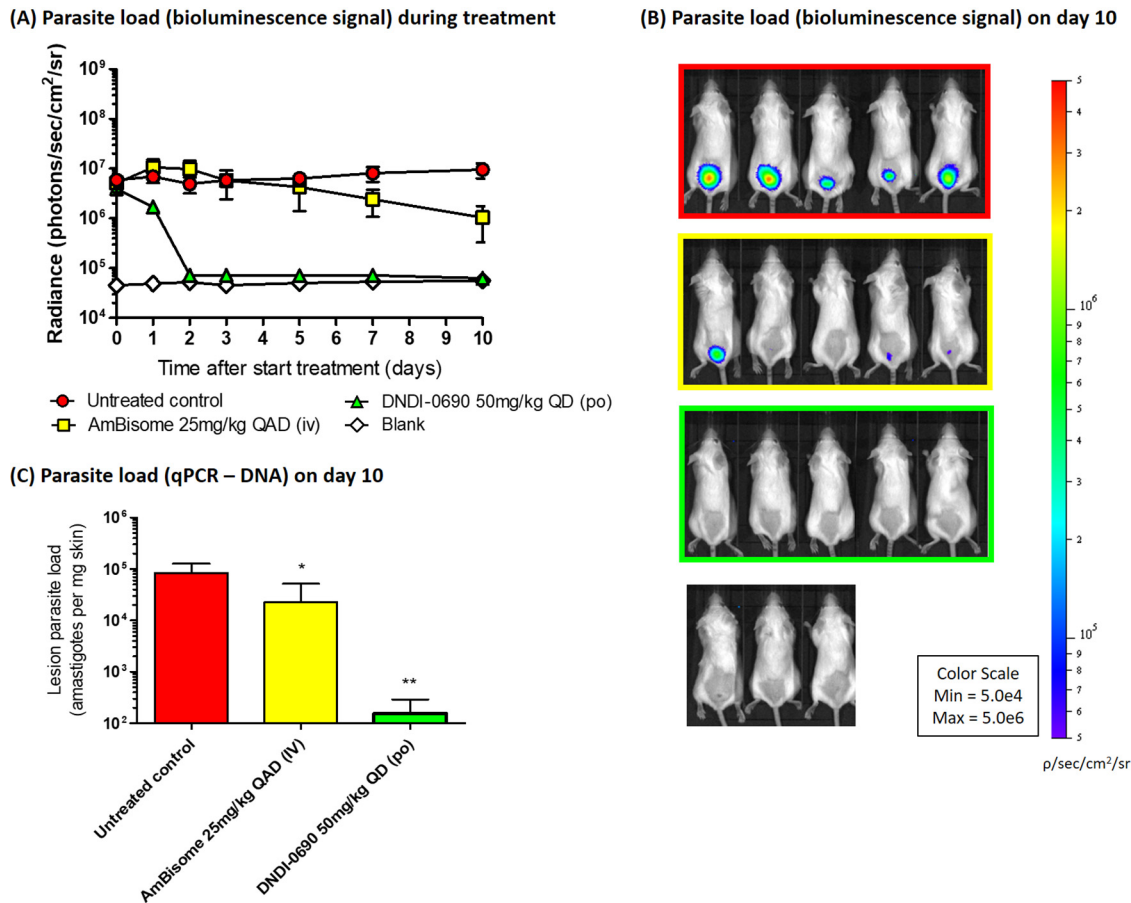 (A) Parasite load (bioluminescence signal) during treatment
Radiance (photons/sec/cm²/sr)
10⁹
10⁸
10⁷
10⁶
10⁵
10⁴
0 1 2 3 5 7 10
Time after start treatment (days)
Untreated control
AmBisome 25mg/kg QAD (iv)
DNDI-0690 50mg/kg QD (po)
Blank
(B) Parasite load (bioluminescence signal) on day 10
5
4
3
2
10⁶
9
8
7
6
5
4
3
2
10⁵
9
8
7
6
5
Color Scale
Min = 5.0e4
Max = 5.0e6
ρ/sec/cm²/sr
(C) Parasite load (qPCR – DNA) on day 10
Lesion parasite load
(amastigotes per mg skin)
10⁶
10⁵
10⁴
10³
10²
*
**
Untreated control
AmBisome 25mg/kg QAD (IV)
DNDI-0690 50mg/kg QD (po)